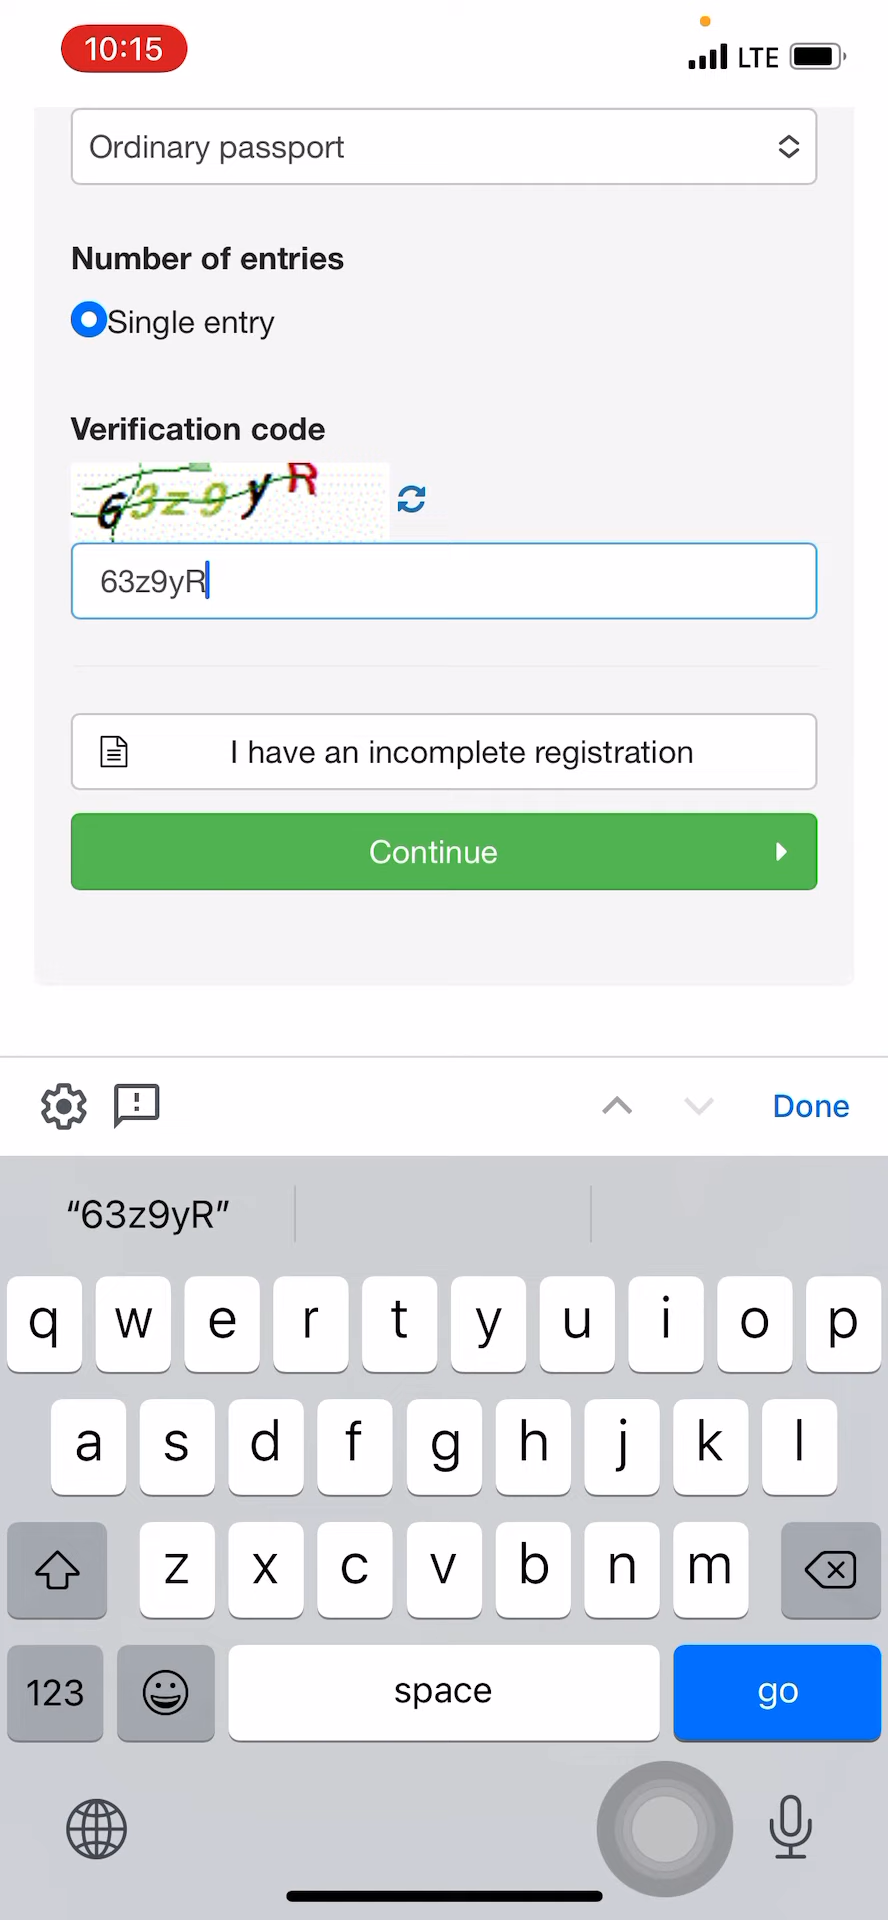 10:15
LTE
Ordinary passport
Number of entries
Single entry
Verification code
63z9yR
63z9yR
I have an incomplete registration
Continue
Done
“63z9yR”
q w e r t y u i o p
a s d f g h j k l
z x c v b n m
123 space go